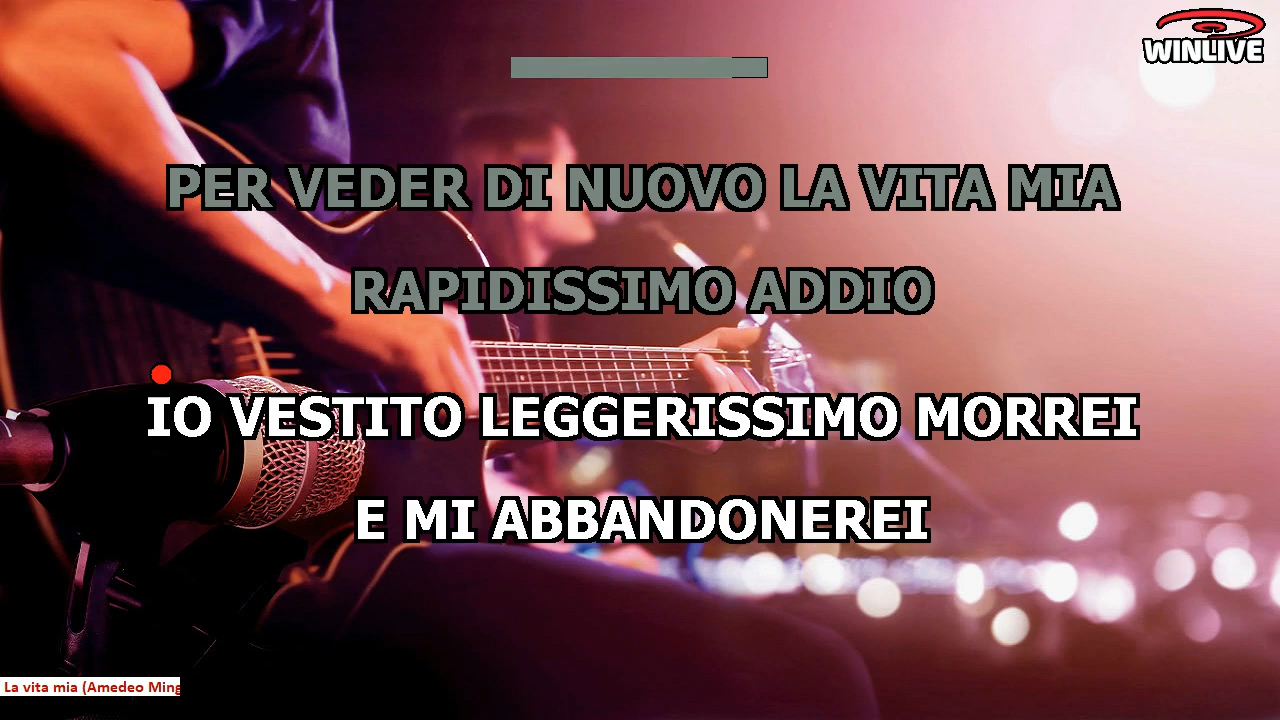 WINLIVE
PER VEDER DI NUOVO LA VITA MIA
RAPIDISSIMO ADDIO
IO VESTITO LEGGERISSIMO MORREI
E MI ABBANDONEREI
La vita mia (Amedeo Ming